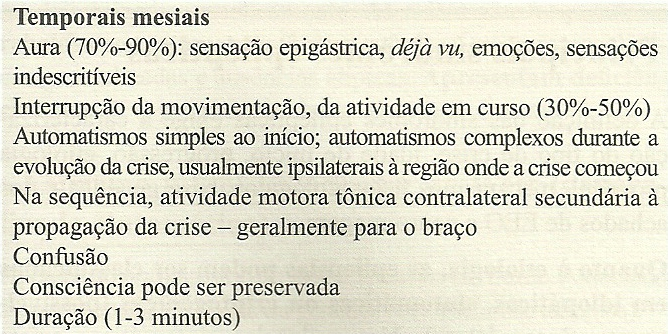 Temporais mesiais
Aura (70%-90%): sensação epigástrica, déjà vu, emoções, sensações
indescritíveis
Interrupção da movimentação, da atividade em curso (30%-50%)
Automatismos simples ao início; automatismos complexos durante a
evolução da crise, usualmente ipsilaterais à região onde a crise começou
Na sequência, atividade motora tônica contralateral secundária à
propagação da crise – geralmente para o braço
Confusão
Consciência pode ser preservada
Duração (1-3 minutos)